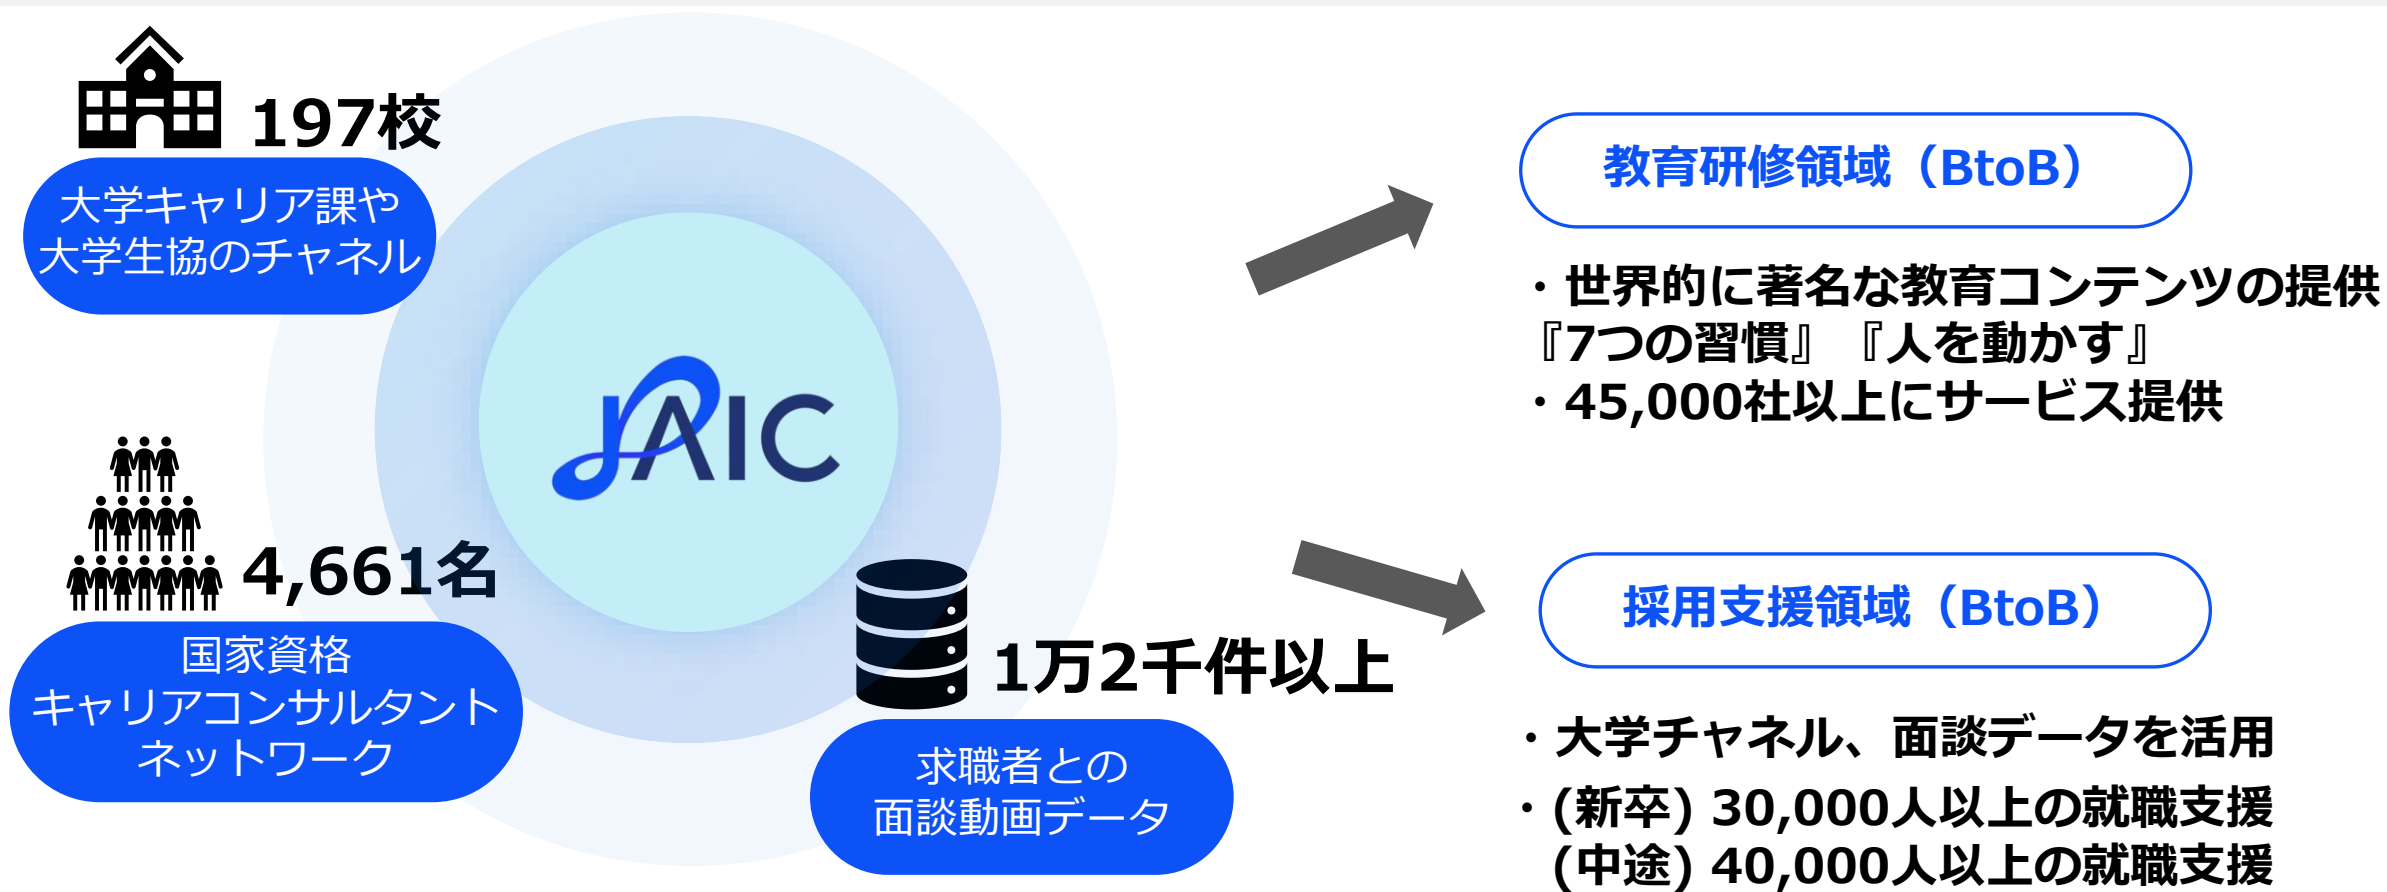 197校
大学キャリア課や
大学生協のチャネル
JAIC
4,661名
国家資格
キャリアコンサルタント
ネットワーク
1万2千件以上
求職者との
面談動画データ
教育研修領域（BtoB）
・世界的に著名な教育コンテンツの提供
『7つの習慣』『人を動かす』
・45,000社以上にサービス提供
採用支援領域（BtoB）
・大学チャネル、面談データを活用
・(新卒) 30,000人以上の就職支援
(中途) 40,000人以上の就職支援